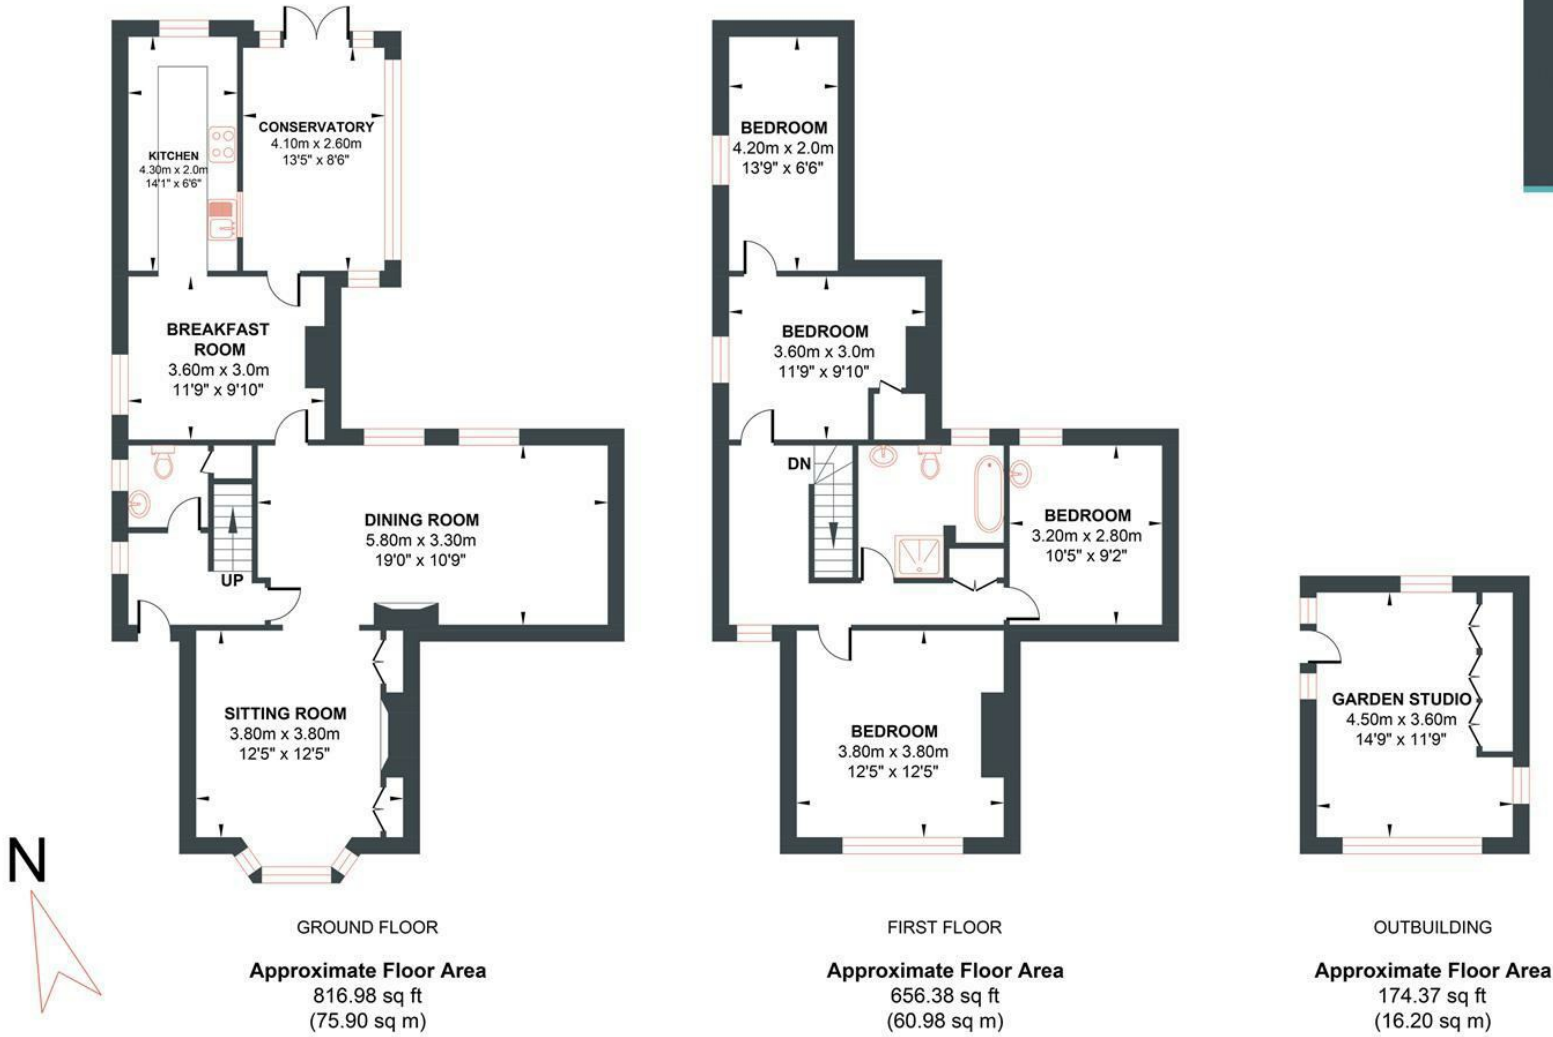 KITCHEN
4.30m x 2.0m
14'1" x 6'6"
CONSERVATORY
4.10m x 2.60m
13'5" x 8'6"
BREAKFAST
ROOM
3.60m x 3.0m
11'9" x 9'10"
UP
DINING ROOM
5.80m x 3.30m
19'0" x 10'9"
SITTING ROOM
3.80m x 3.80m
12'5" x 12'5"
N
GROUND FLOOR
Approximate Floor Area
816.98 sq ft
(75.90 sq m)
BEDROOM
4.20m x 2.0m
13'9" x 6'6"
BEDROOM
3.60m x 3.0m
11'9" x 9'10"
DN
BEDROOM
3.20m x 2.80m
10'5" x 9'2"
BEDROOM
3.80m x 3.80m
12'5" x 12'5"
FIRST FLOOR
Approximate Floor Area
656.38 sq ft
(60.98 sq m)
GARDEN STUDIO
4.50m x 3.60m
14'9" x 11'9"
OUTBUILDING
Approximate Floor Area
174.37 sq ft
(16.20 sq m)